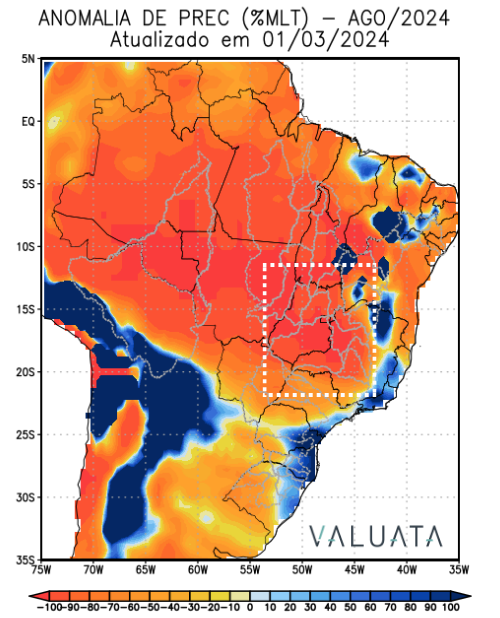 ANOMALIA DE PREC (%MLT) – AGO/2024
Atualizado em 01/03/2024
5N
EQ
5S
10S
15S
20S
25S
30S
35S
VALUATA
75W 70W 65W 60W 55W 50W 45W 40W 35W
-100-90-80-70-60-50-40-30-20-10 0 10 20 30 40 50 60 70 80 90 100